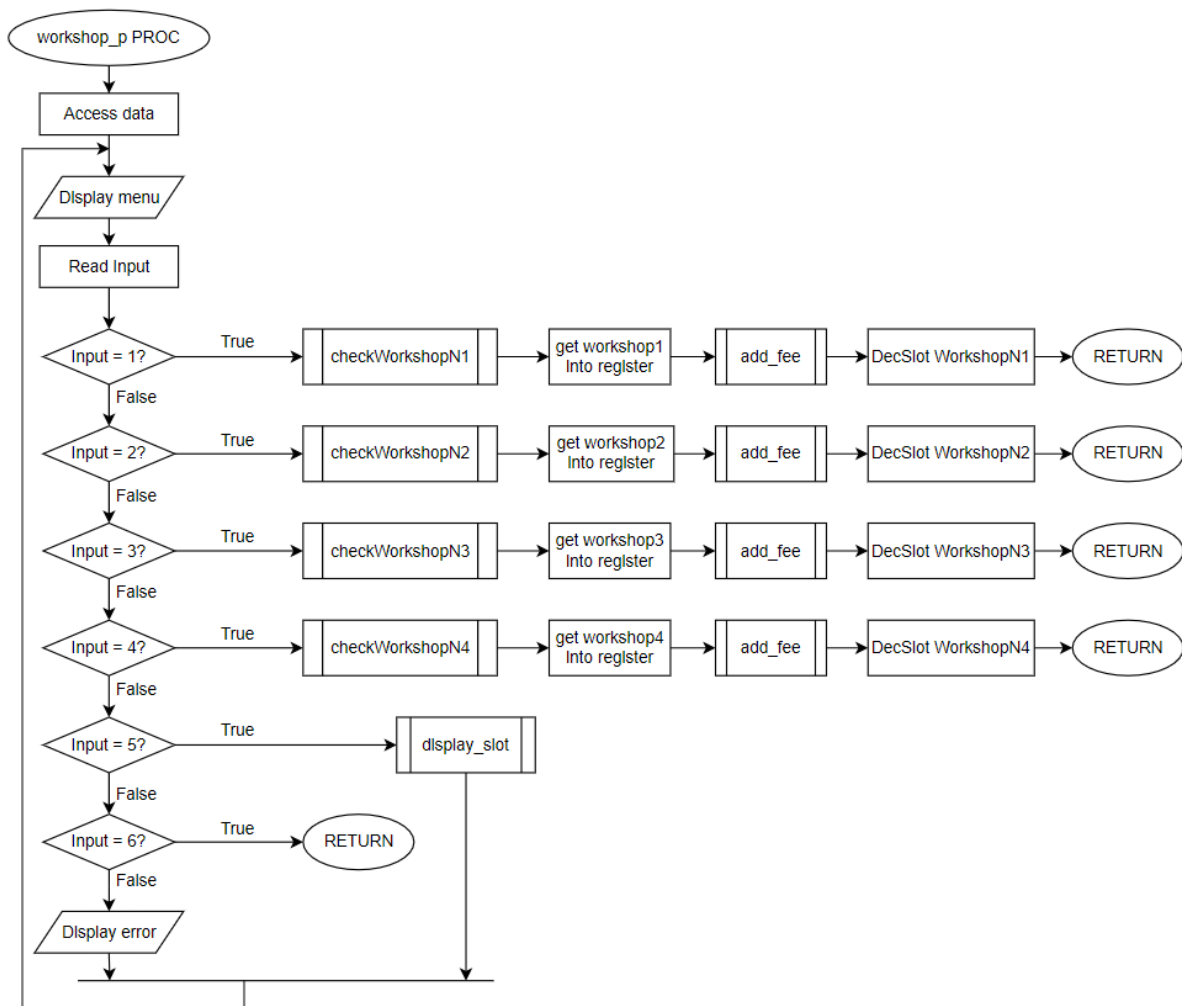 workshop_p PROC
Access data
Display menu
Read Input
Input = 1?
True
checkWorkshopN1
get workshop1
Into register
add_fee
DecSlot WorkshopN1
RETURN
False
Input = 2?
True
checkWorkshopN2
get workshop2
Into register
add_fee
DecSlot WorkshopN2
RETURN
False
Input = 3?
True
checkWorkshopN3
get workshop3
Into register
add_fee
DecSlot WorkshopN3
RETURN
False
Input = 4?
True
checkWorkshopN4
get workshop4
Into register
add_fee
DecSlot WorkshopN4
RETURN
False
Input = 5?
True
display_slot
False
Input = 6?
True
RETURN
False
Display error